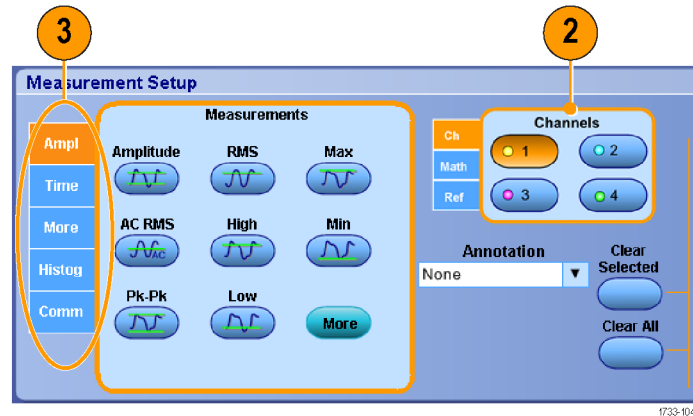 3
2
Measurement Setup
Measurements
Channels
Ampl
Time
More
Histog
Comm
Amplitude
RMS
Max
AC RMS
AC
High
Min
Pk-Pk
Low
More
Ch
Math
Ref
1
2
3
4
Annotation
None
Clear
Selected
Clear All